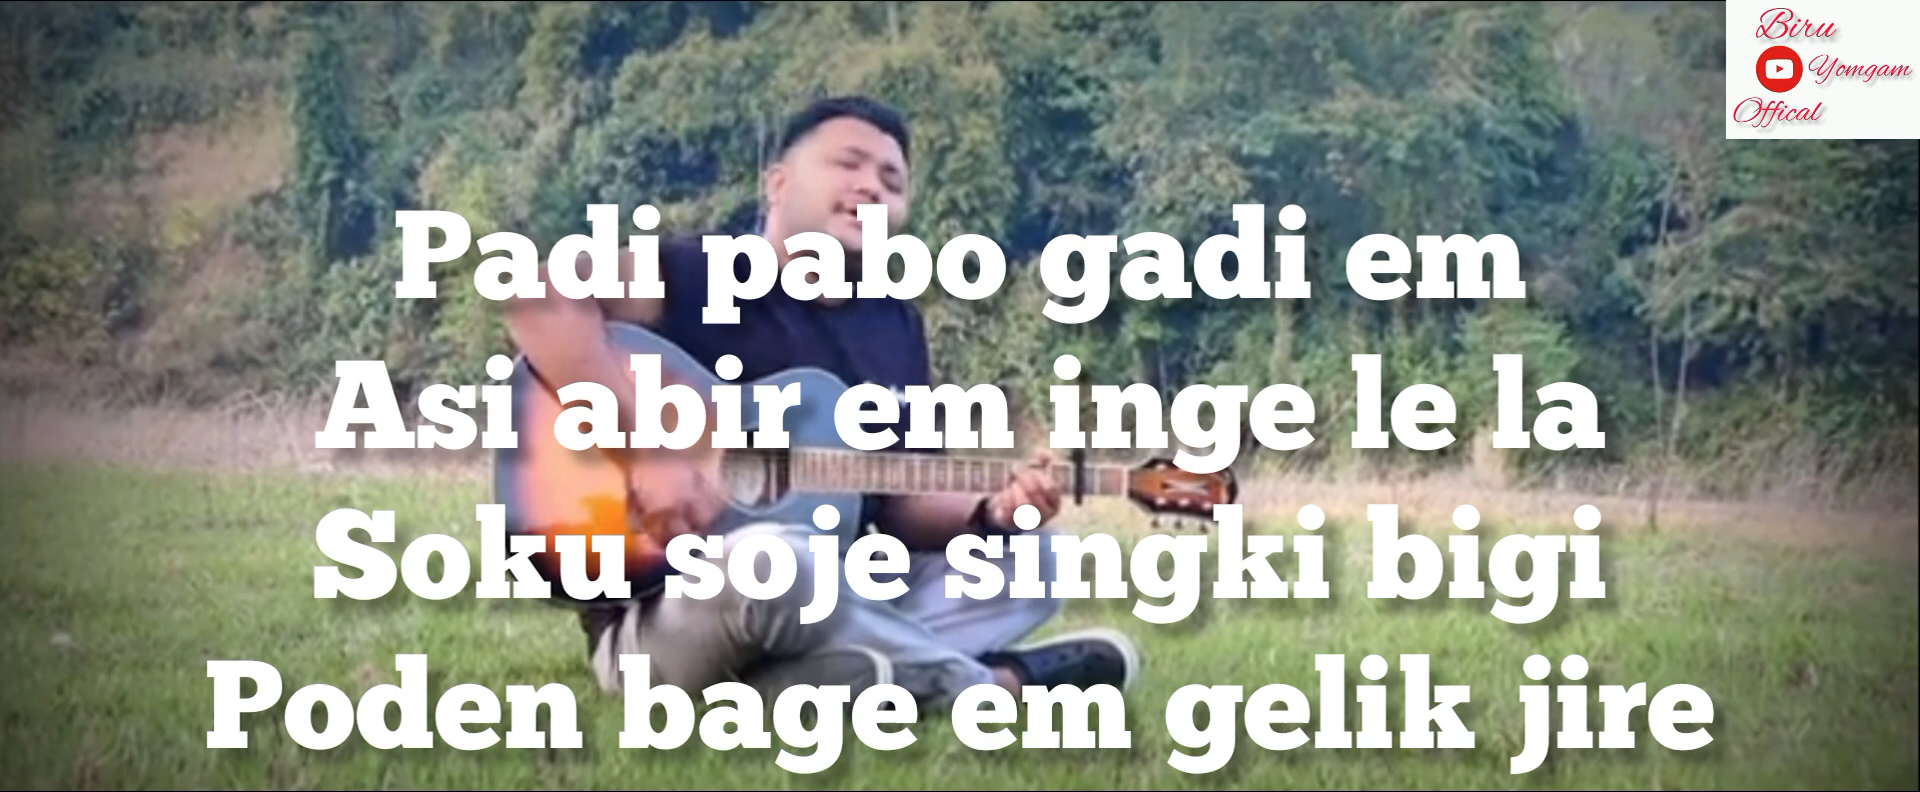 Biru
Yomgam
Offical
Padi pabo gadi em
Asi abir em inge le la
Soku soje singki bigi
Poden bage em gelik jire